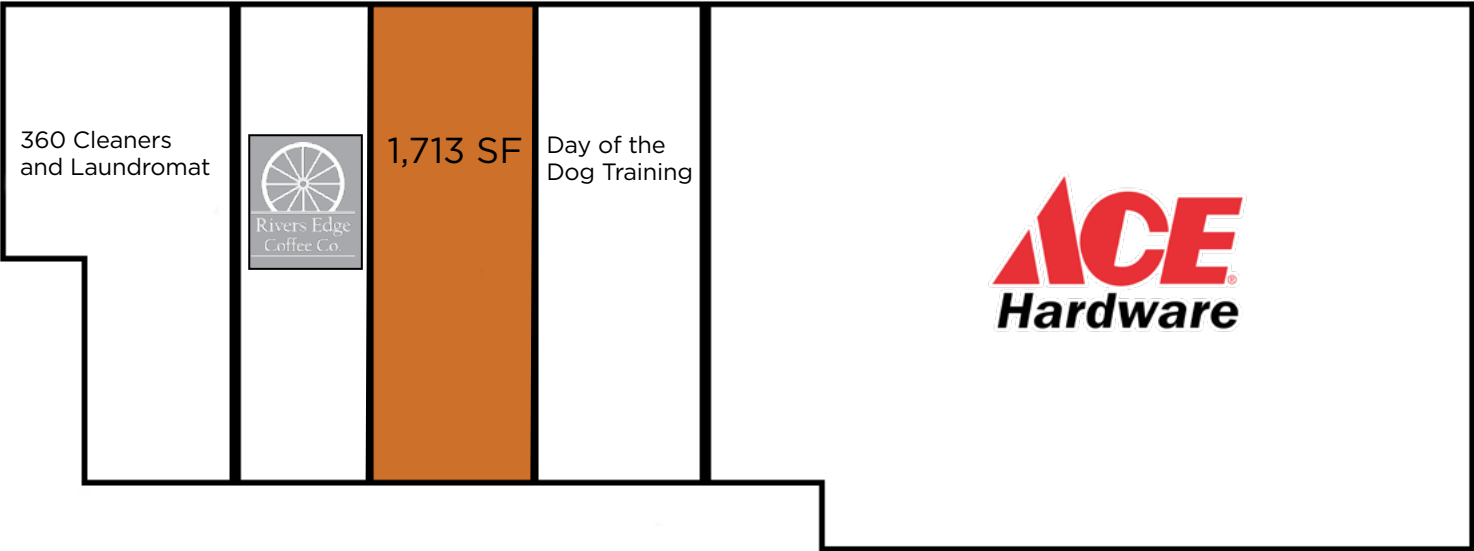 360 Cleaners
and Laundromat
Rivers Edge
Coffee Co.
1,713 SF
Day of the
Dog Training
ACE®
Hardware